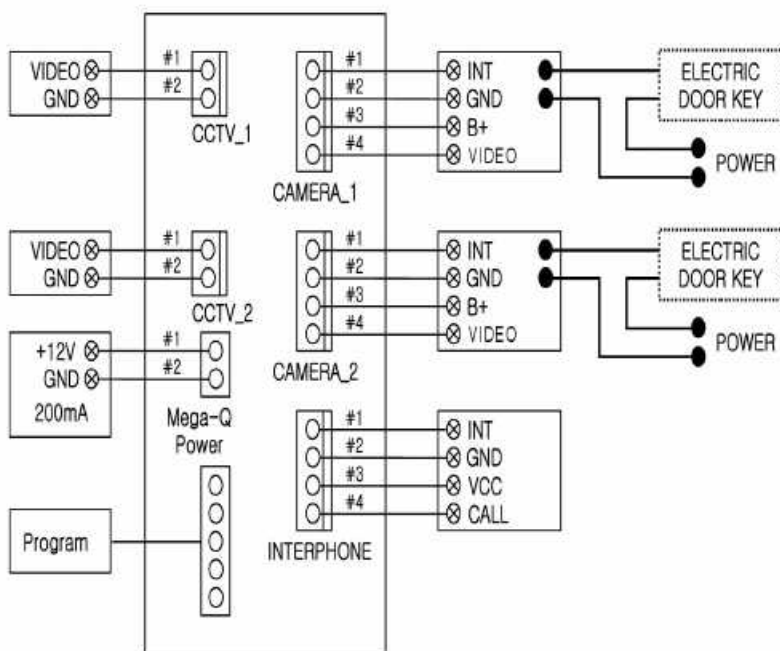 VIDEO
GND
#1
#2
CCTV_1
#1
#2
#3
#4
CAMERA_1
INT
GND
B+
VIDEO
ELECTRIC
DOOR KEY
POWER
VIDEO
GND
#1
#2
CCTV_2
#1
#2
#3
#4
CAMERA_2
INT
GND
B+
VIDEO
ELECTRIC
DOOR KEY
POWER
+12V
GND
200mA
#1
#2
Mega-Q
Power
#1
#2
#3
#4
INTERPHONE
INT
GND
VCC
CALL
Program